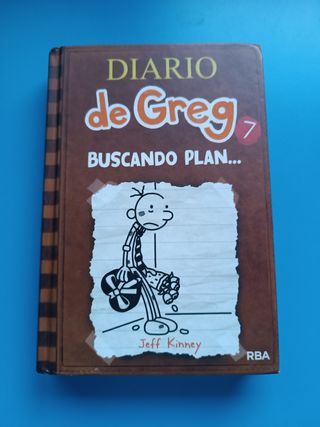 DIARIO
de Greg 7
BUSCANDO PLAN...
Jeff Kinney
RBA